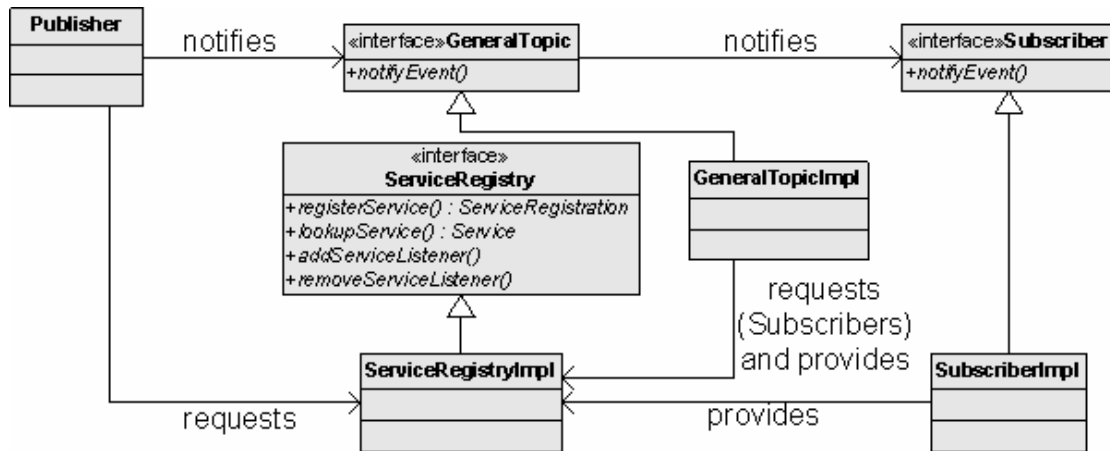 Publisher
notifies
«interface»GeneralTopic
+notifyEvent()
notifies
«interface»Subscriber
+notifyEvent()
«interface»
ServiceRegistry
+registerService() : ServiceRegistration
+lookupService() : Service
+addServiceListener()
+removeServiceListener()
GeneralTopicImpl
requests
(Subscribers)
and provides
ServiceRegistryImpl
SubscriberImpl
requests
provides